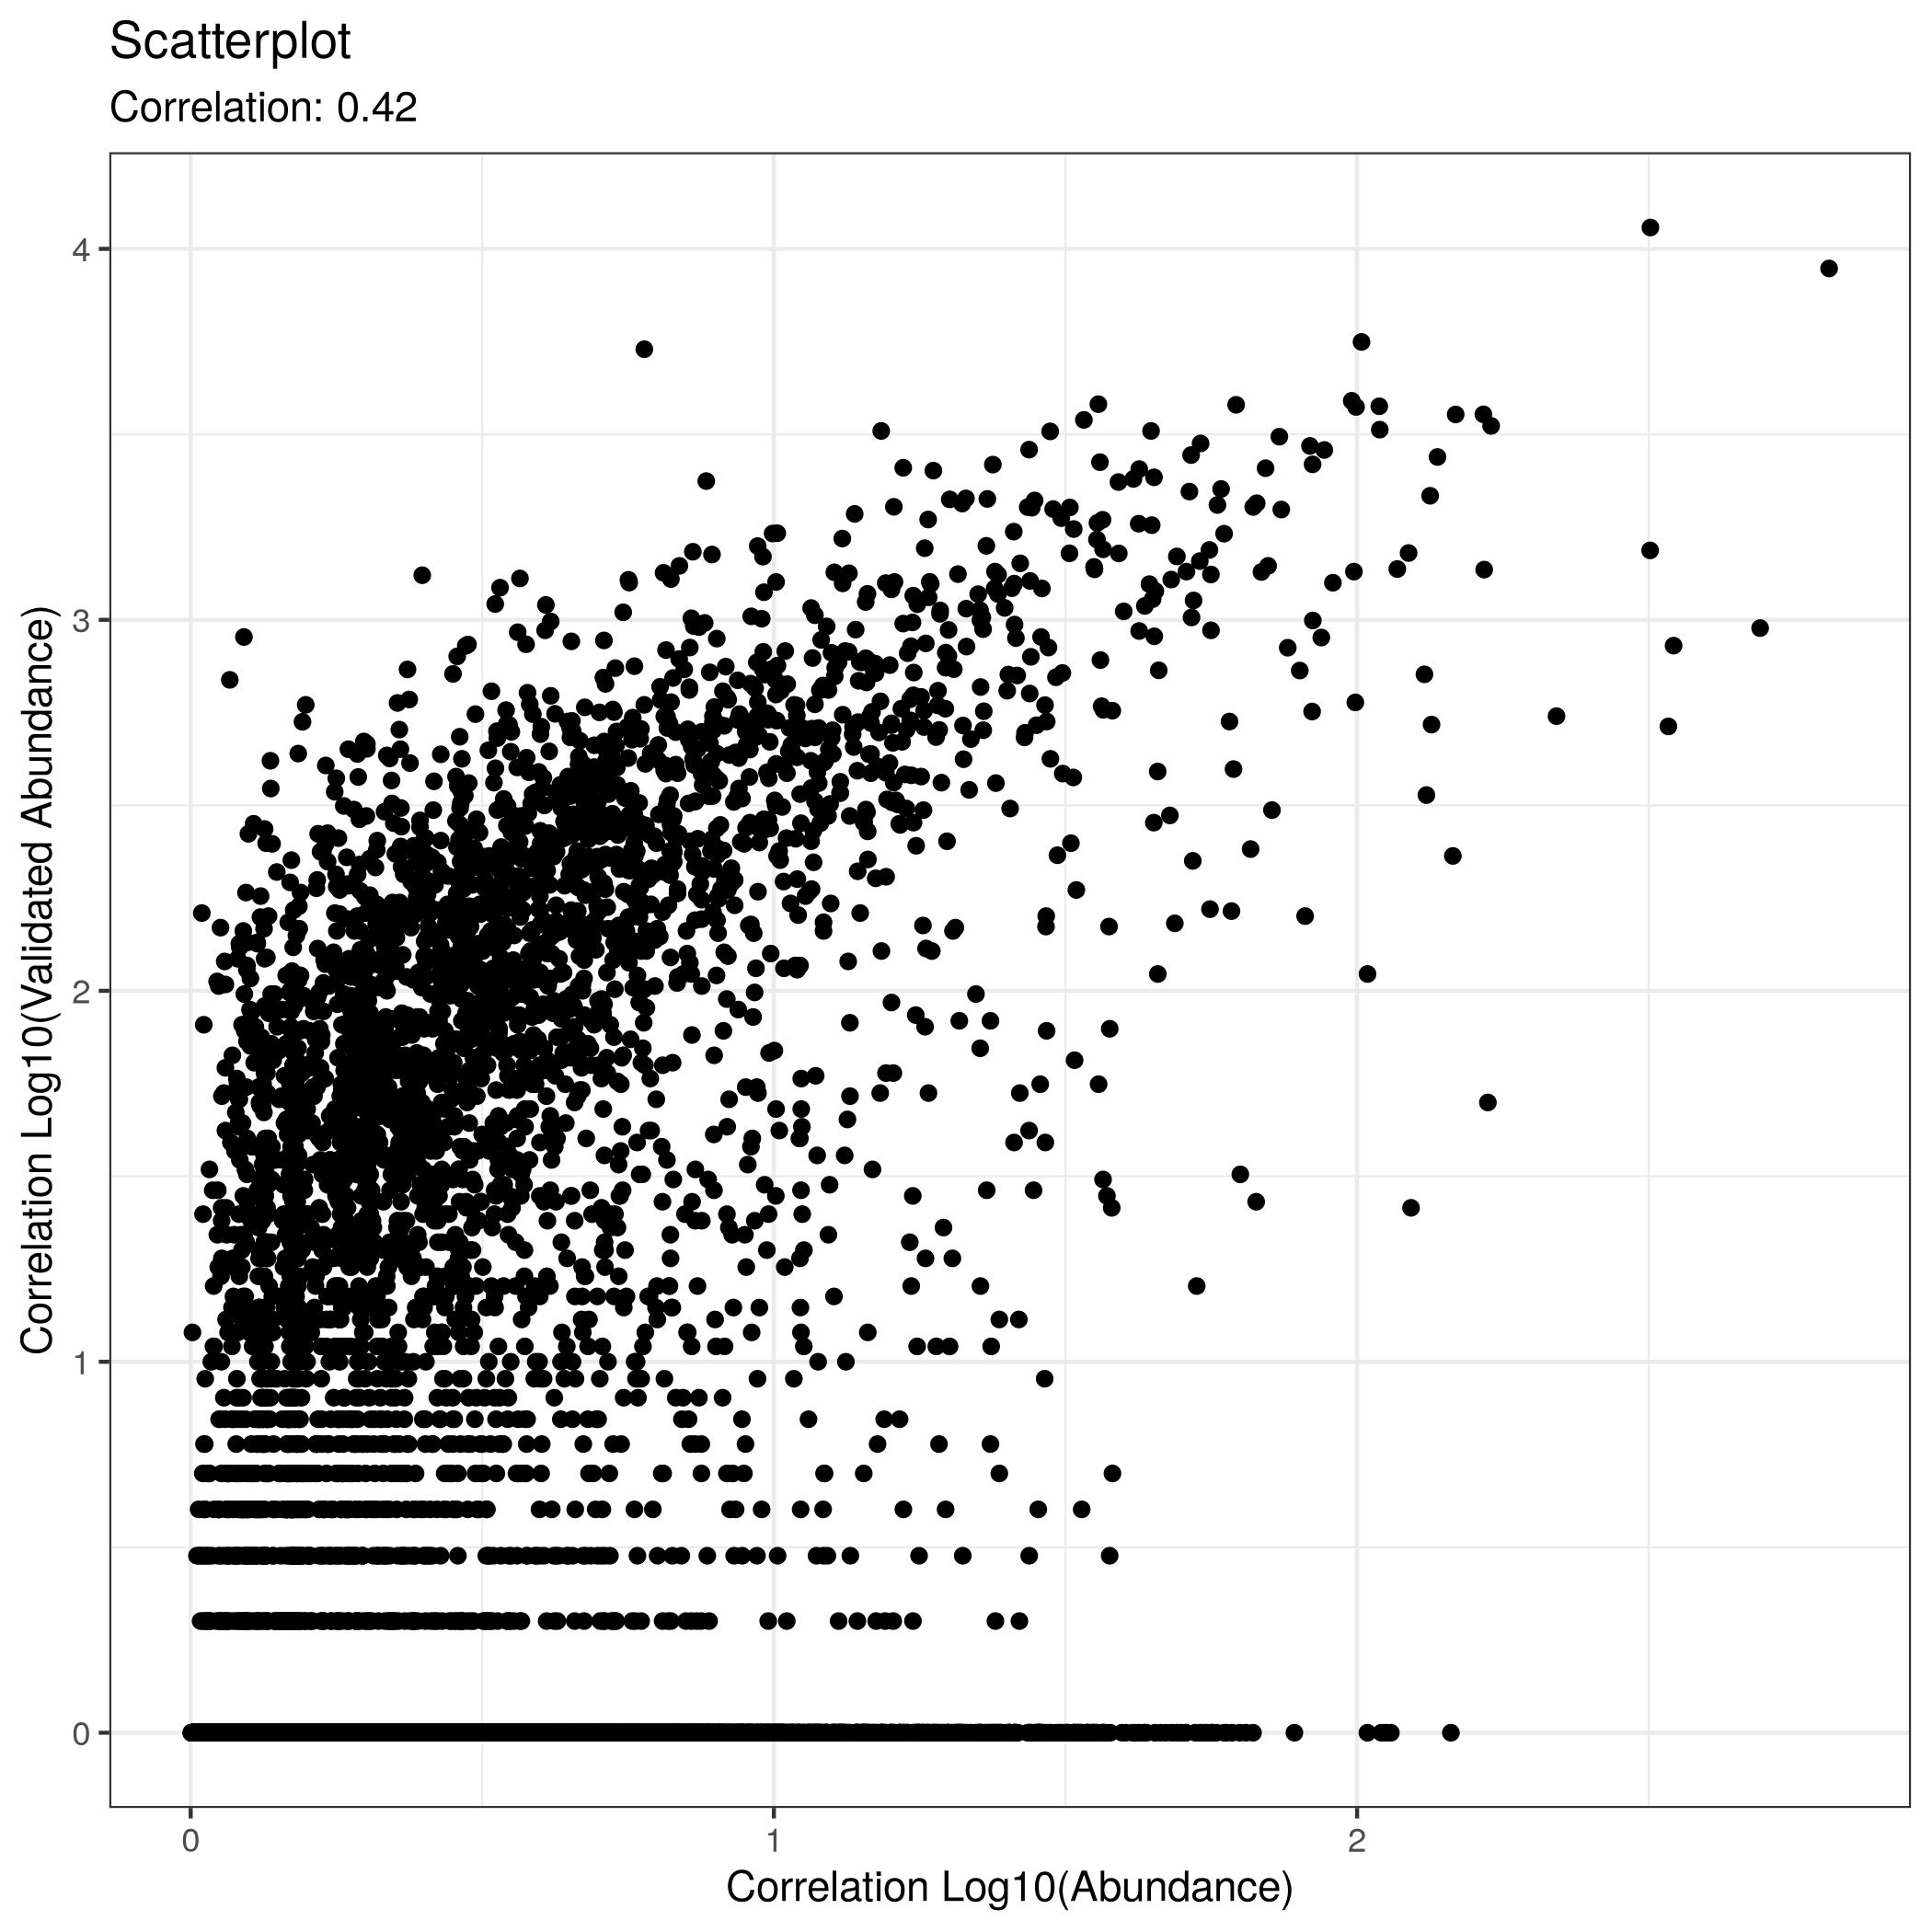 Scatterplot
Correlation: 0.42
Correlation Log10(Validated Abundance)
4
3
2
1
0
0 1 2
Correlation Log10(Abundance)